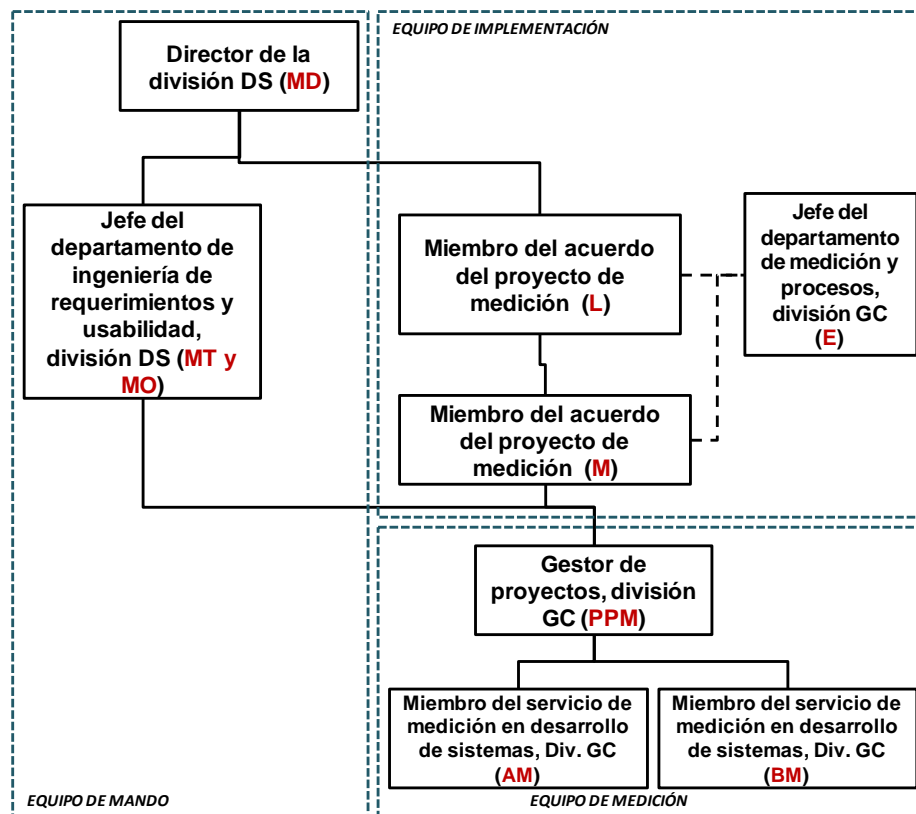 EQUIPO DE IMPLEMENTACIÓN
Director de la
división DS (MD)
Jefe del
departamento de
ingeniería de
requerimientos y
usabilidad,
división DS (MT y
MO)
Miembro del acuerdo
del proyecto de
medición (L)
Jefe del
departamento
de medición y
procesos,
división GC
(E)
Miembro del acuerdo
del proyecto de
medición (M)
Gestor de
proyectos, división
GC (PPM)
Miembro del servicio de
medición en desarrollo
de sistemas, Div. GC
(AM)
Miembro del servicio de
medición en desarrollo
de sistemas, Div. GC
(BM)
EQUIPO DE MANDO
EQUIPO DE MEDICIÓN